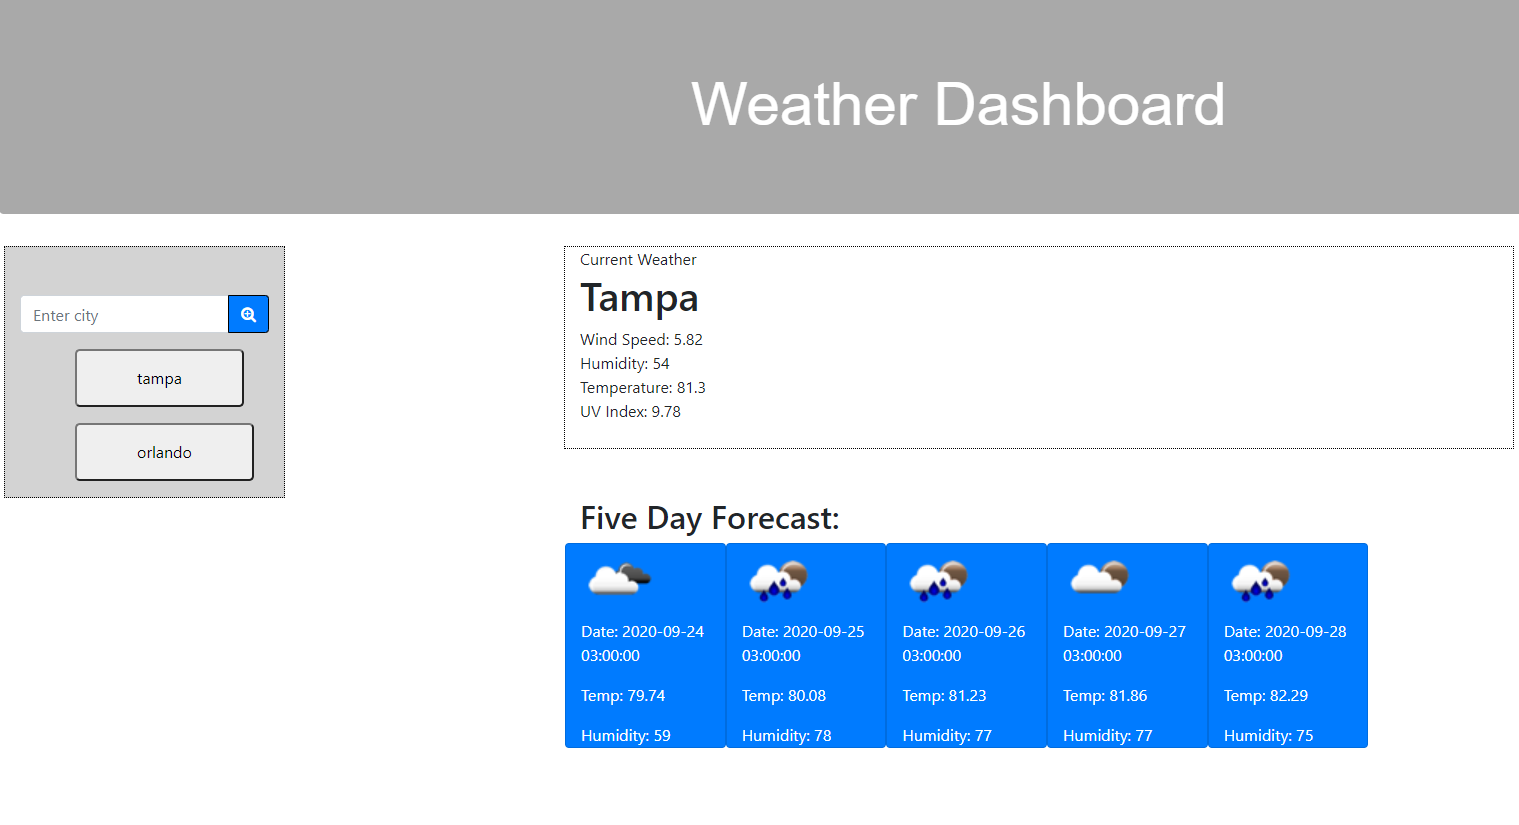 Weather Dashboard
Enter city
tampa
orlando
Current Weather
Tampa
Wind Speed: 5.82
Humidity: 54
Temperature: 81.3
UV Index: 9.78
Five Day Forecast:
Date: 2020-09-24
03:00:00
Temp: 79.74
Humidity: 59
Date: 2020-09-25
03:00:00
Temp: 80.08
Humidity: 78
Date: 2020-09-26
03:00:00
Temp: 81.23
Humidity: 77
Date: 2020-09-27
03:00:00
Temp: 81.86
Humidity: 77
Date: 2020-09-28
03:00:00
Temp: 82.29
Humidity: 75